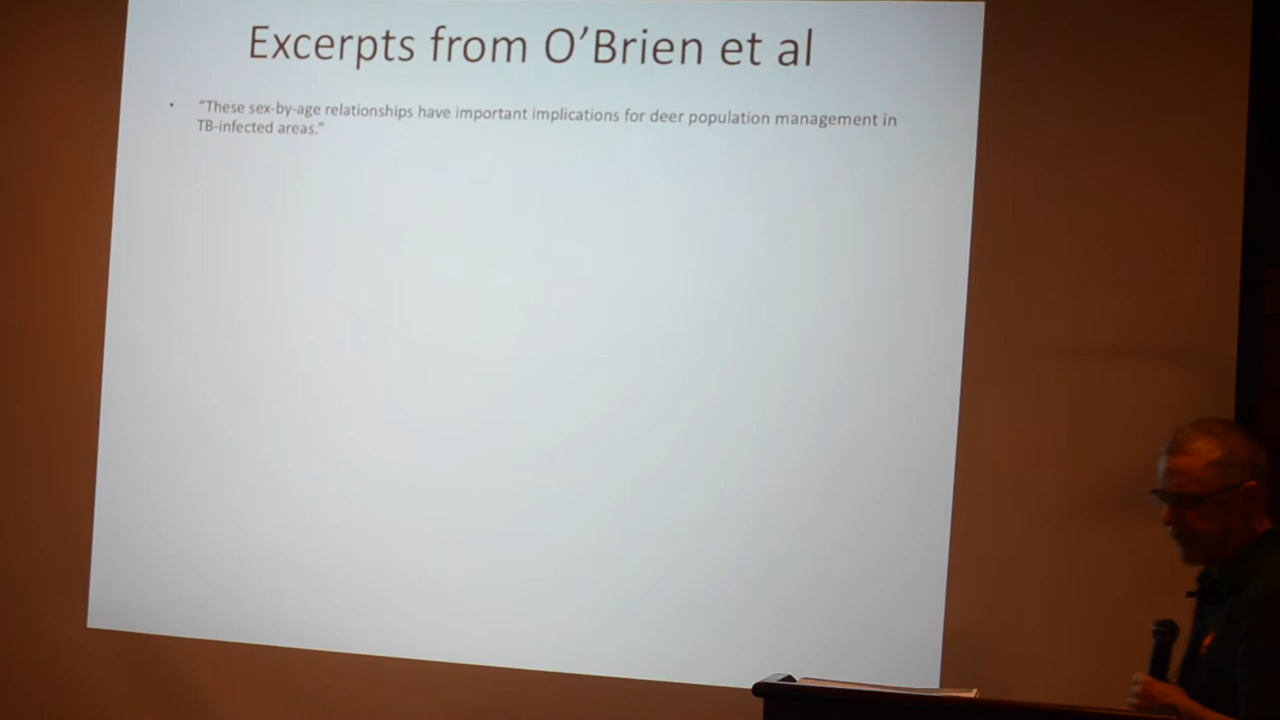 Excerpts from O’Brien et al
• “These sex-by-age relationships have important implications for deer population management in
TB-infected areas.”